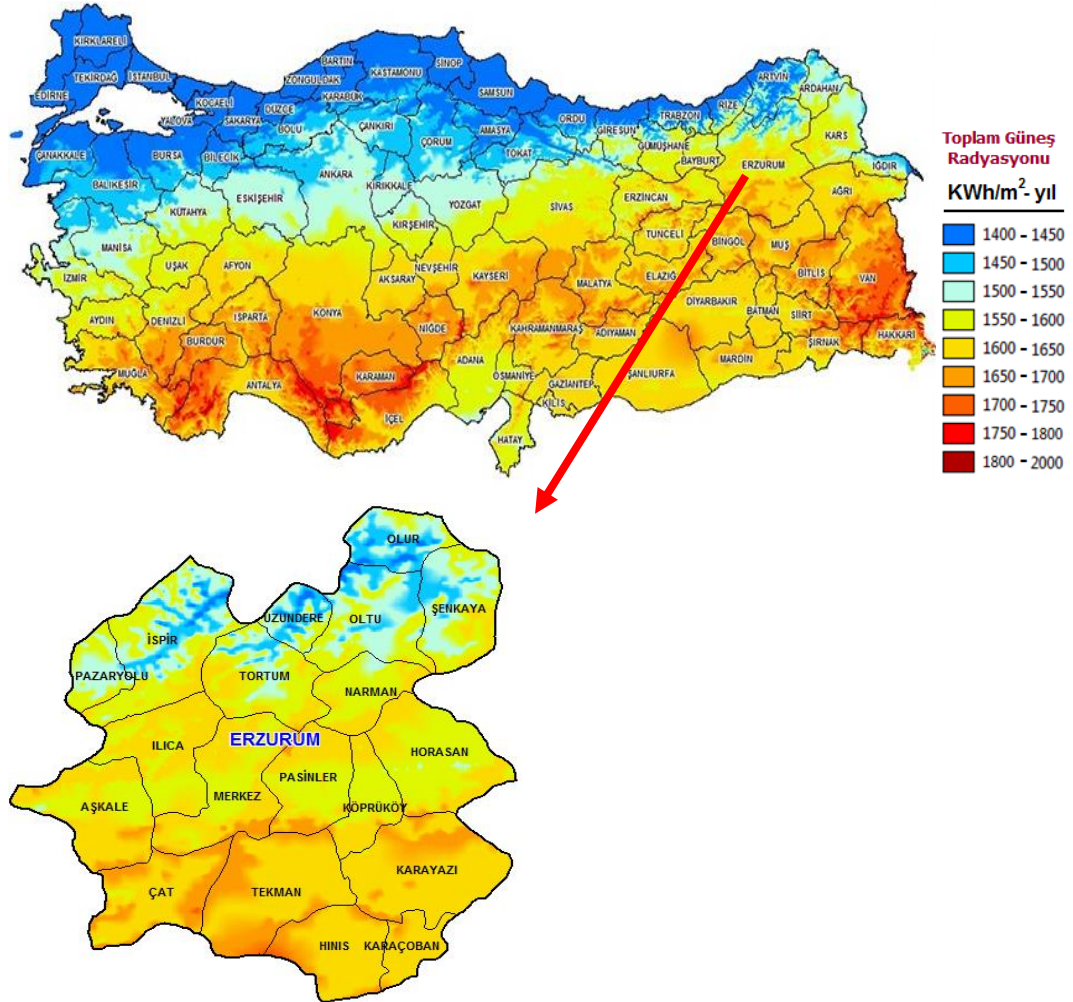 KIRKLARELİ
TEKİRDAĞ
İSTANBUL
EDİRNE
KOCAELİ
YALOVA
SAKARYA
DÜZCE
ZONGULDAK
BARTIN
KARABÜK
KASTAMONU
SİNOP
SAMSUN
ORDU
GİRESUN
TRABZON
RİZE
ARTVİN
ARDAHAN
KARS
IĞDIR
ÇANAKKALE
BALIKEŞİR
BURSA
BİLECİK
BOLU
ÇANKIRI
ÇORUM
AMASYA
TOKAT
GÜMÜŞHANE
BAYBURT
ERZURUM
AĞRI
KÜTAHYA
ESKİŞEHİR
ANKARA
KIRIKKALE
YOZGAT
SİVAS
ERZİNCAN
TUNCELİ
BİNGÖL
MUŞ
BİTLİS
VAN
MANİSA
İZMİR
UŞAK
AFYON
KIRŞEHİR
NEVŞEHİR
AKSARAY
KAYSERİ
MALATYA
ELAZIĞ
DİYARBAKIR
BATMAN
SİİRT
ŞIRNAK
HAKKARİ
AYDIN
DENİZLİ
ISPARTA
BURDUR
KONYA
NİĞDE
KAHRAMANMARAŞ
ADIYAMAN
MARDİN
MUĞLA
ANTALYA
KARAMAN
İÇEL
ADANA
OSMANİYE
GAZİANTEP
KİLİS
ŞANLIURFA
HATAY
Toplam Güneş
Radyasyonu
KWh/m²- yıl
1400 - 1450
1450 - 1500
1500 - 1550
1550 - 1600
1600 - 1650
1650 - 1700
1700 - 1750
1750 - 1800
1800 - 2000
OLUR
ŞENKAYA
UZUNDERE
OLTU
İSPİR
PAZARYOLU
TORTUM
NARMAN
ILICA
ERZURUM
HORASAN
PASİNLER
MERKEZ
KÖPRÜKÖY
AŞKALE
KARAYAZI
ÇAT
TEKMAN
HINIS
KARAÇOBAN